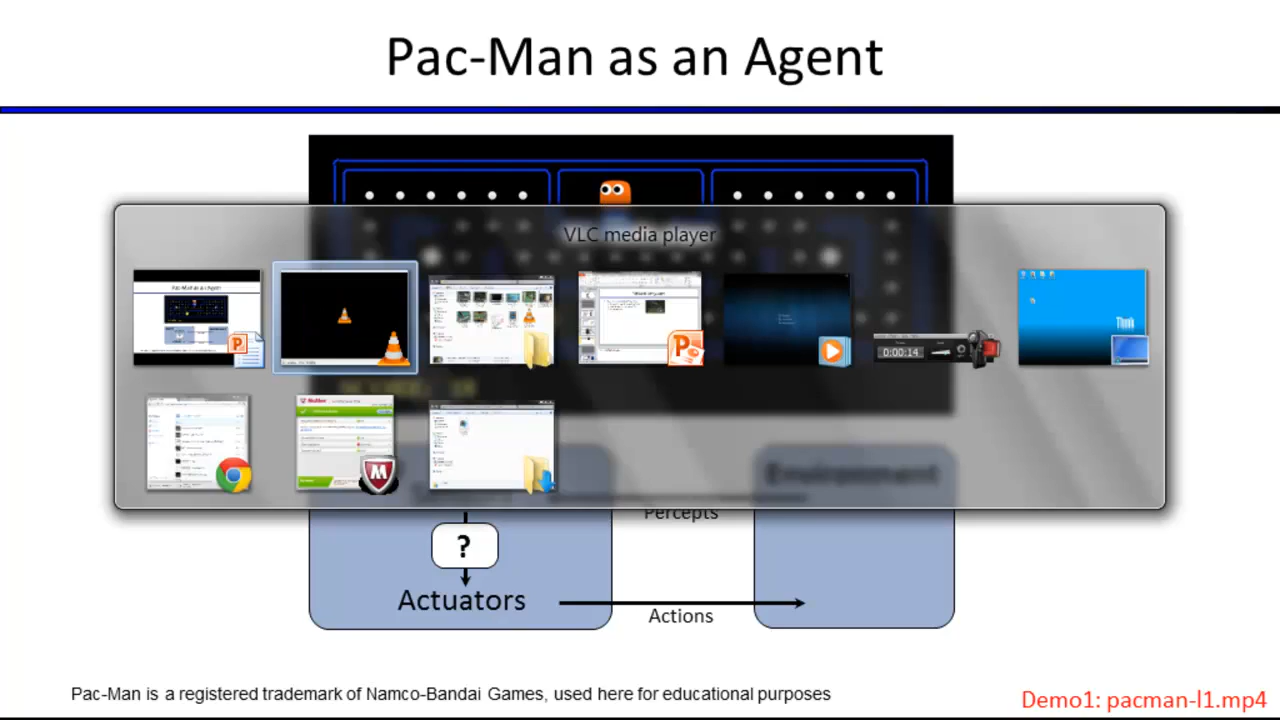 Pac-Man as an Agent
VLC media player
0:00:14
Think
Percepts
?
Actuators
Actions
Pac-Man is a registered trademark of Namco-Bandai Games, used here for educational purposes
Demo1: pacman-l1.mp4